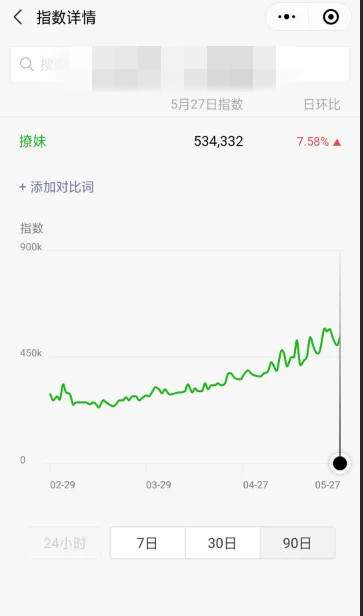 指数详情
5月27日指数 日环比
撩妹 534,332 7.58% ▲
+ 添加对比词
指数
900k
450k
0
02-29 03-29 04-27 05-27
24小时 7日 30日 90日